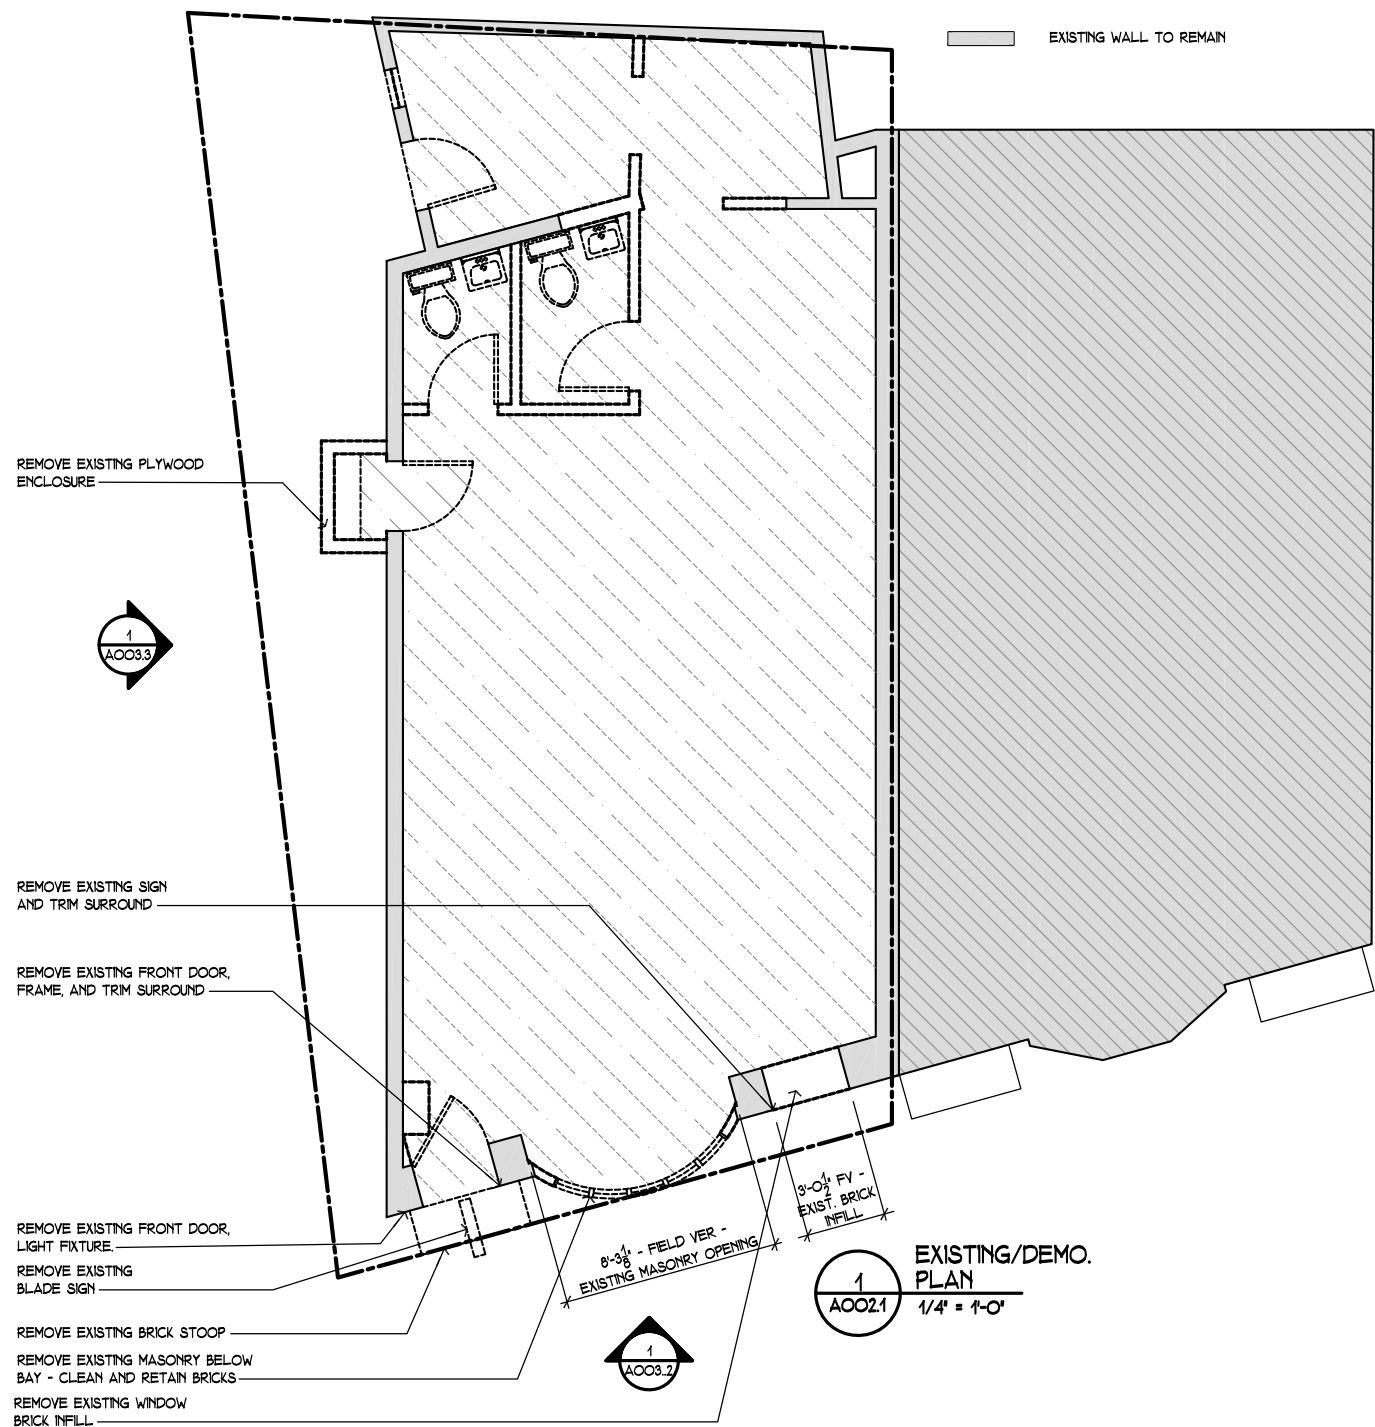 EXISTING WALL TO REMAIN
REMOVE EXISTING PLYWOOD
ENCLOSURE
1
A003.3
REMOVE EXISTING SIGN
AND TRIM SURROUND
REMOVE EXISTING FRONT DOOR,
FRAME, AND TRIM SURROUND
REMOVE EXISTING FRONT DOOR,
LIGHT FIXTURE.
REMOVE EXISTING
BLADE SIGN
REMOVE EXISTING BRICK STOOP
REMOVE EXISTING MASONRY BELOW
BAY - CLEAN AND RETAIN BRICKS
REMOVE EXISTING WINDOW
BRICK INFILL
8'-3 1/8" - FIELD VER -
EXISTING MASONRY OPENING
3'-0 1/2" FV -
EXIST. BRICK
INFILL
1
A003.2
1
A002.1
EXISTING/DEMO.
PLAN
1/4" = 1'-0"